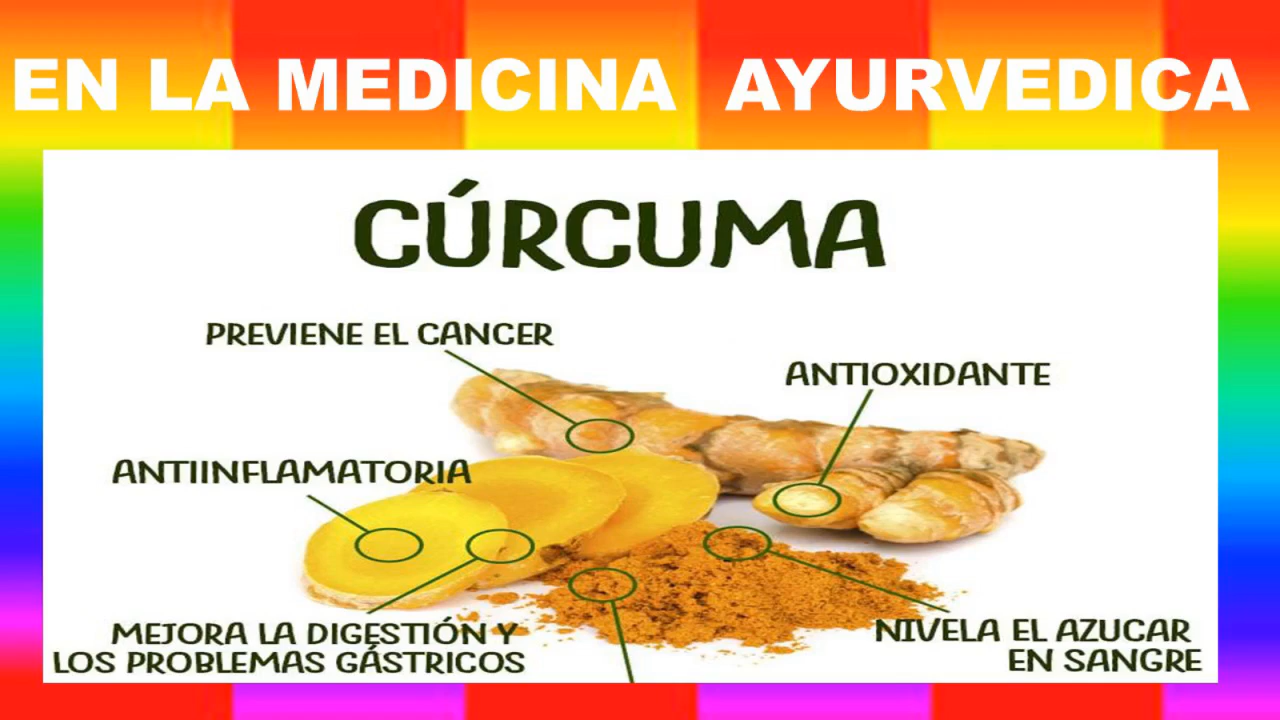 EN LA MEDICINA AYURVEDICA
CÚRCUMA
PREVIENE EL CANCER
ANTIOXIDANTE
ANTIINFLAMATORIA
MEJORA LA DIGESTIÓN Y
LOS PROBLEMAS GÁSTRICOS
NIVELA EL AZUCAR
EN SANGRE